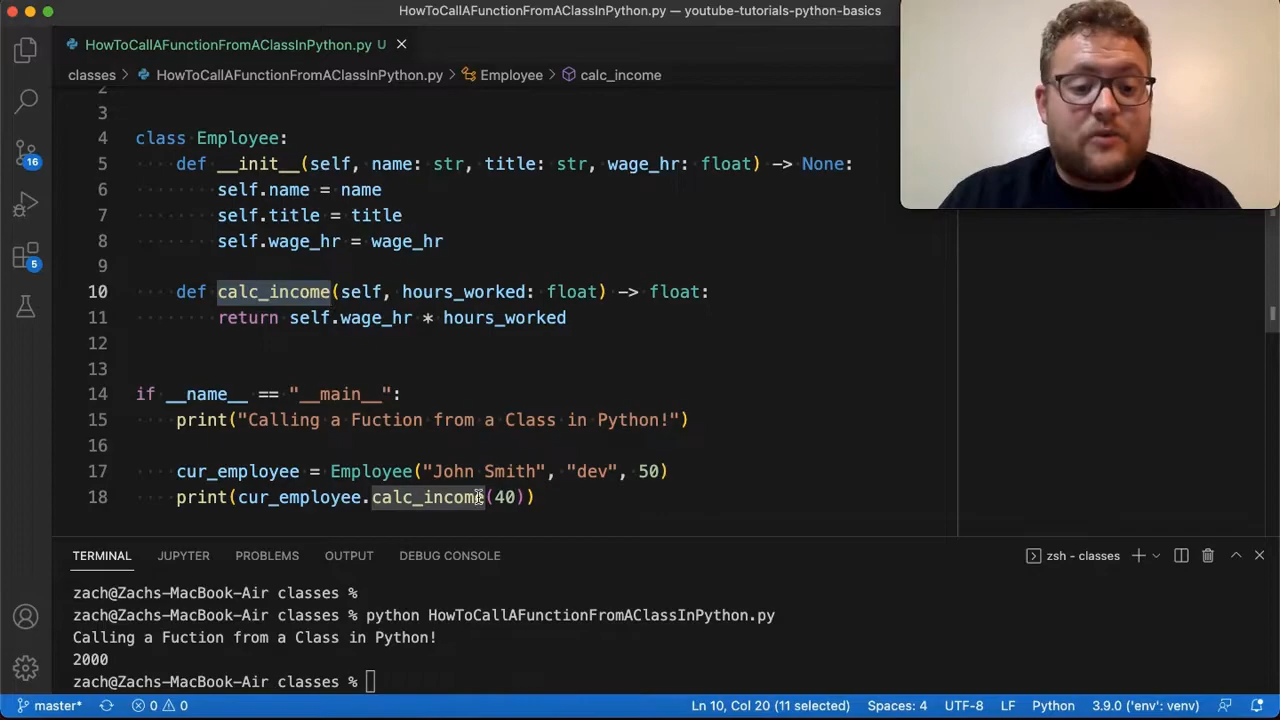 HowToCallAFunctionFromAClassInPython.py — youtube-tutorials-python-basics
HowToCallAFunctionFromAClassInPython.py U
classes > HowToCallAFunctionFromAClassInPython.py > Employee > calc_income
2
3
4 class Employee:
5 def __init__(self, name: str, title: str, wage_hr: float) -> None:
6 self.name = name
7 self.title = title
8 self.wage_hr = wage_hr
9
10 def calc_income(self, hours_worked: float) -> float:
11 return self.wage_hr * hours_worked
12
13
14 if __name__ == "__main__":
15 print("Calling a Fuction from a Class in Python!")
16
17 cur_employee = Employee("John Smith", "dev", 50)
18 print(cur_employee.calc_income(40))
16
5
TERMINAL JUPYTER PROBLEMS OUTPUT DEBUG CONSOLE zsh - classes
zach@Zachs-MacBook-Air classes %
zach@Zachs-MacBook-Air classes % python HowToCallAFunctionFromAClassInPython.py
Calling a Fuction from a Class in Python!
2000
zach@Zachs-MacBook-Air classes %
master* 0 0 Ln 10, Col 20 (11 selected) Spaces: 4 UTF-8 LF Python 3.9.0 ('env': venv)